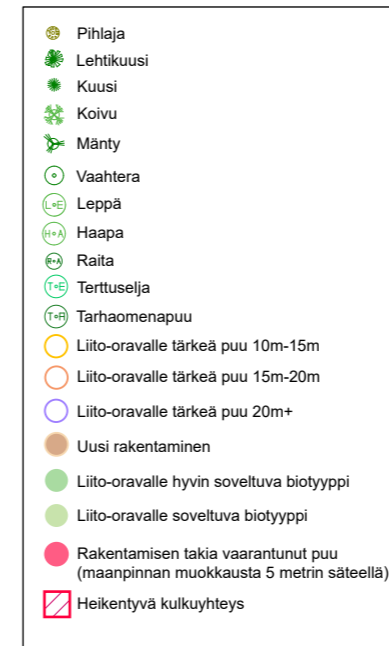 Pihlaja
Lehtikuusi
Kuusi
Koivu
Mänty
Vaahtera
L E Leppä
H A Haapa
R A Raita
T E Terttuselja
T A Tarhaomenapuu
Liito-oravalle tärkeä puu 10m-15m
Liito-oravalle tärkeä puu 15m-20m
Liito-oravalle tärkeä puu 20m+
Uusi rakentaminen
Liito-oravalle hyvin soveltuva biotyyppi
Liito-oravalle soveltuva biotyyppi
Rakentamisen takia vaarantunut puu
(maanpinnan muokkausta 5 metrin säteellä)
Heikentyvä kulkuyhteys